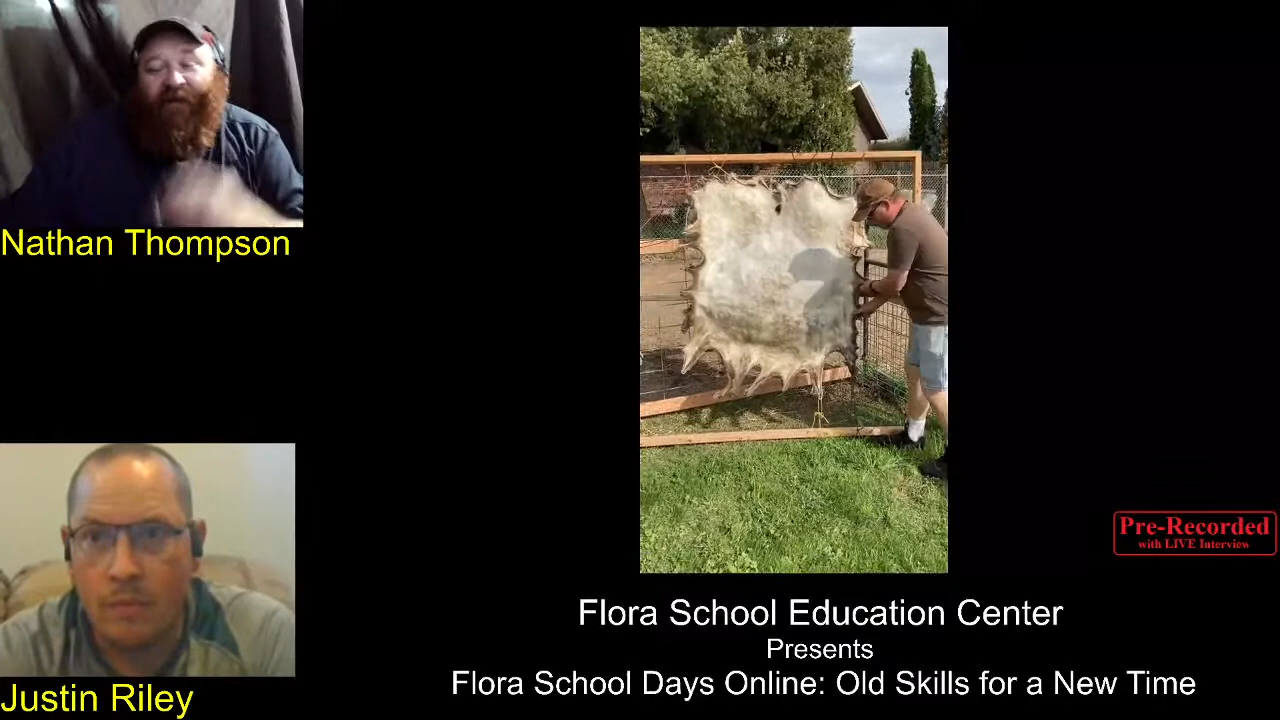 Nathan Thompson
Justin Riley
Pre-Recorded
with LIVE Interview
Flora School Education Center
Presents
Flora School Days Online: Old Skills for a New Time